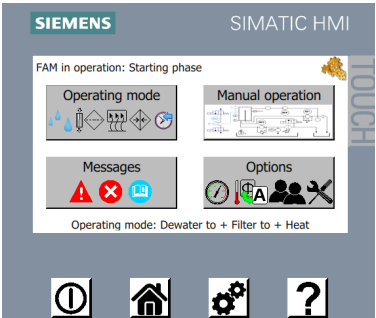 SIEMENS
SIMATIC HMI
TOUCH
FAM in operation: Starting phase
Operating mode
Manual operation
Messages
Options
A
Operating mode: Dewater to + Filter to + Heat
?